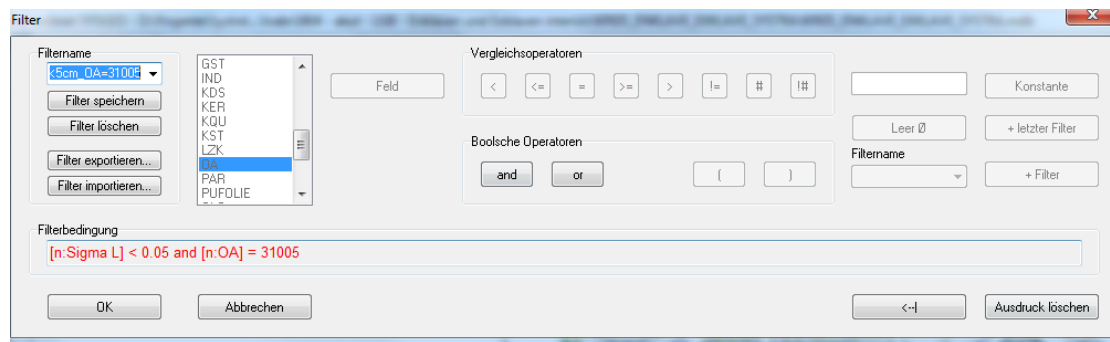 Filter
Filtername
<5cm_OA=31005
Filter speichern
Filter löschen
Filter exportieren...
Filter importieren...
GST
IND
KDS
KER
KQU
KST
LZK
OA
PAR
PUFOLIE
Feld
Vergleichsoperatoren
< <= = >= > != # !#
Boolsche Operatoren
and or ( )
Konstante
Leer Ø + letzter Filter
Filtername
+ Filter
Filterbedingung
[n:Sigma L] < 0.05 and [n:OA] = 31005
OK Abbrechen <--| Ausdruck löschen